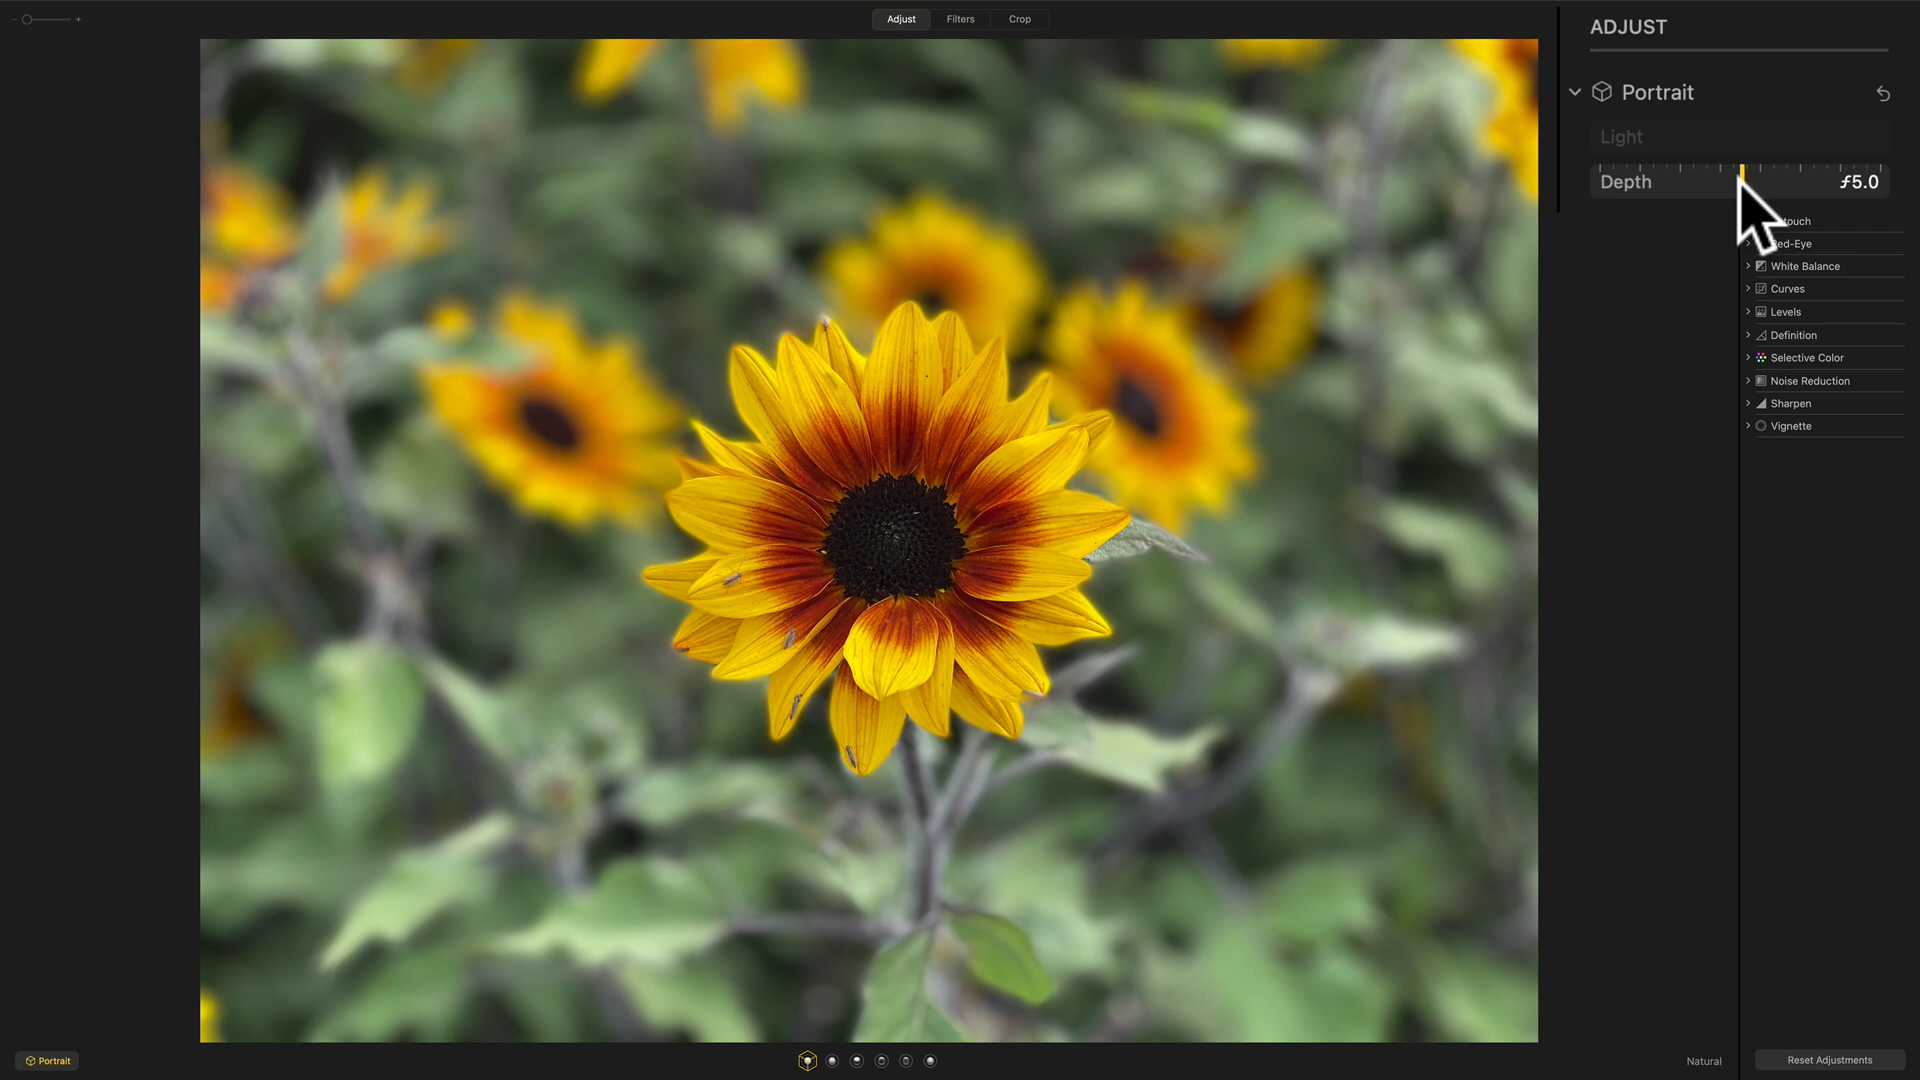 Adjust Filters Crop
ADJUST
Portrait
Light
Depth ƒ5.0
White Balance
Curves
Levels
Definition
Selective Color
Noise Reduction
Sharpen
Vignette
Portrait
Natural
Reset Adjustments